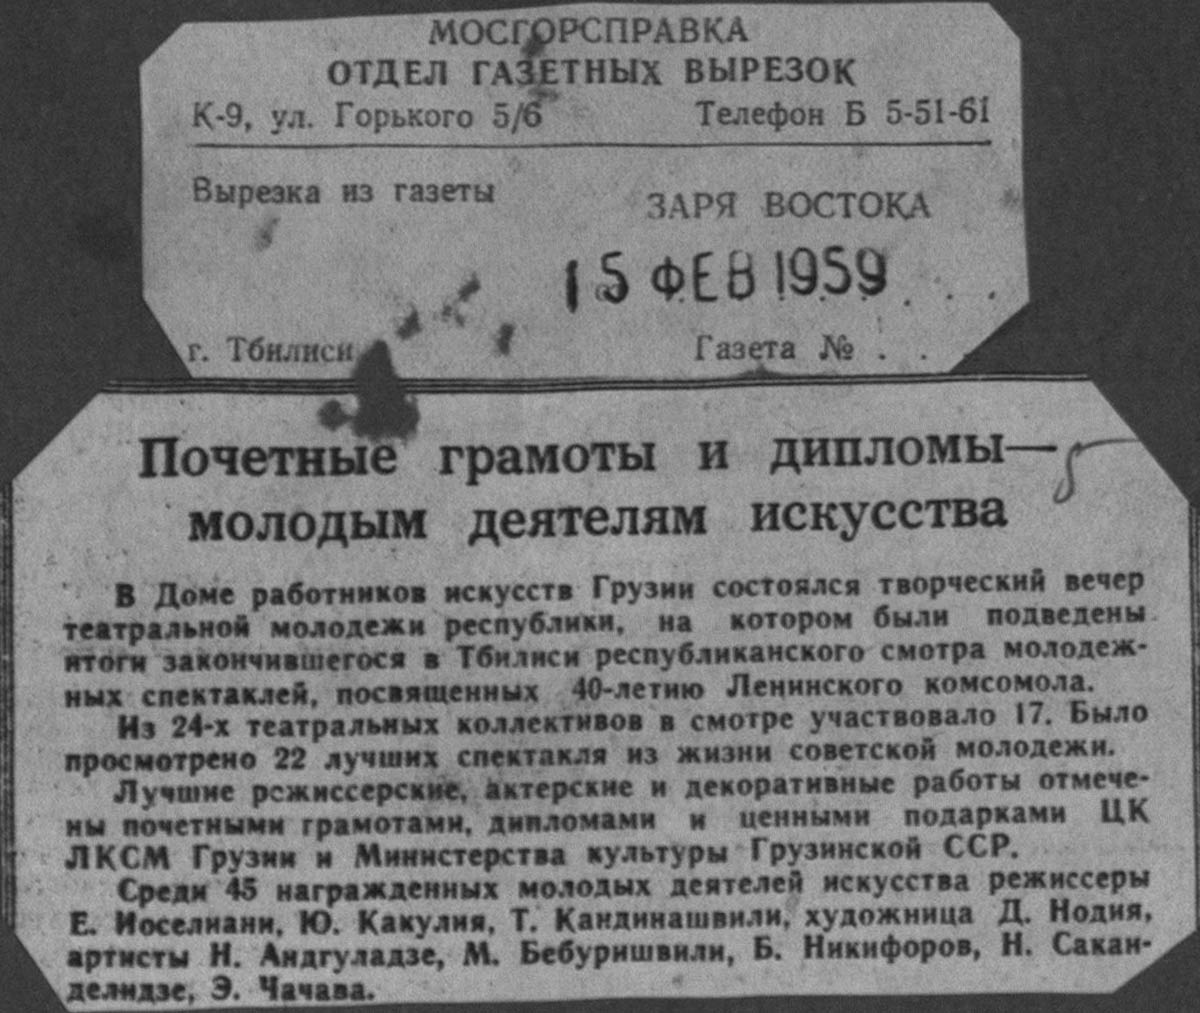 МОСГОРСПРАВКА
ОТДЕЛ ГАЗЕТНЫХ ВЫРЕЗОК
К-9, ул. Горького 5/6 Телефон Б 5-51-61
Вырезка из газеты
ЗАРЯ ВОСТОКА
15 ФЕВ 1959 . . .
г. Тбилиси Газета № . . .
Почетные грамоты и дипломы—
молодым деятелям искусства
В Доме работников искусств Грузии состоялся творческий вечер
театральной молодежи республики, на котором были подведены
итоги закончившегося в Тбилиси республиканского смотра молодеж-
ных спектаклей, посвященных 40-летию Ленинского комсомола.
Из 24-х театральных коллективов в смотре участвовало 17. Было
просмотрено 22 лучших спектакля из жизни советской молодежи.
Лучшие режиссерские, актерские и декоративные работы отмече-
ны почетными грамотами, дипломами и ценными подарками ЦК
ЛКСМ Грузии и Министерства культуры Грузинской ССР.
Среди 45 награжденных молодых деятелей искусства режиссеры
Е. Иоселиани, Ю. Какулия, Т. Кандинашвили, художница Д. Нодия,
артисты Н. Андгуладзе, М. Бебуришвили, Б. Никифоров, Н. Сакан-
делидзе, Э. Чачава.